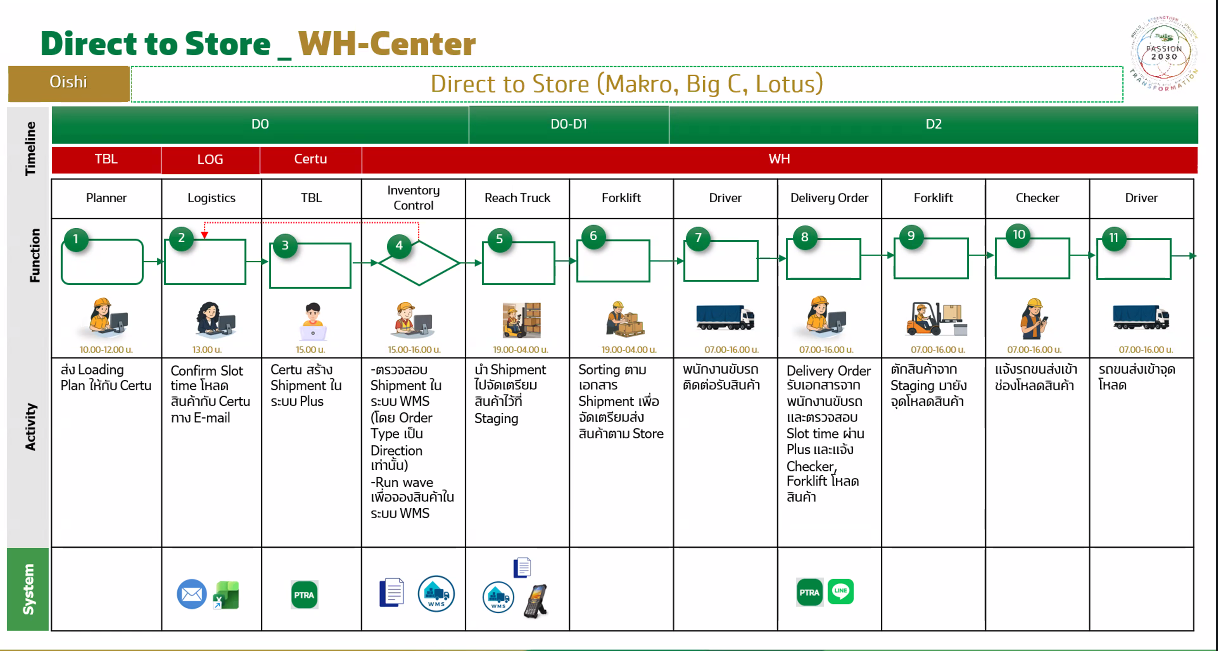 Direct to Store _ WH-Center
PASSION
2030
TRANSFORMATION
Oishi
Direct to Store (Makro, Big C, Lotus)
Timeline
D0
D0-D1
D2
TBL
LOG
Certu
WH
Function
Planner
Logistics
TBL
Inventory
Control
Reach Truck
Forklift
Driver
Delivery Order
Forklift
Checker
Driver
1
2
3
4
5
6
7
8
9
10
11
10.00-12.00 น.
13.00 น.
15.00 น.
15.00-16.00 น.
19.00-04.00 น.
19.00-04.00 น.
07.00-16.00 น.
07.00-16.00 น.
07.00-16.00 น.
07.00-16.00 น.
07.00-16.00 น.
Activity
ส่ง Loading
Plan ให้กับ Certu
Confirm Slot
time โหลด
สินค้ากับ Certu
ทาง E-mail
Certu สร้าง
Shipment ใน
ระบบ Plus
-ตรวจสอบ
Shipment ใน
ระบบ WMS
(โดย Order
Type เป็น
Direction
เท่านั้น)
-Run wave
เพื่อจองสินค้าใน
ระบบ WMS
นำ Shipment
ไปจัดเตรียม
สินค้าไว้ที่
Staging
Sorting ตาม
เอกสาร
Shipment เพื่อ
จัดเตรียมส่ง
สินค้าตาม Store
พนักงานขับรถ
ติดต่อรับสินค้า
Delivery Order
รับเอกสารจาก
พนักงานขับรถ
และตรวจสอบ
Slot time ผ่าน
Plus และแจ้ง
Checker,
Forklift โหลด
สินค้า
ตักสินค้าจาก
Staging มายัง
จุดโหลดสินค้า
แจ้งรถขนส่งเข้า
ช่องโหลดสินค้า
รถขนส่งเข้าจุด
โหลด
System
PTRA
WMS
WMS
PTRA
LINE